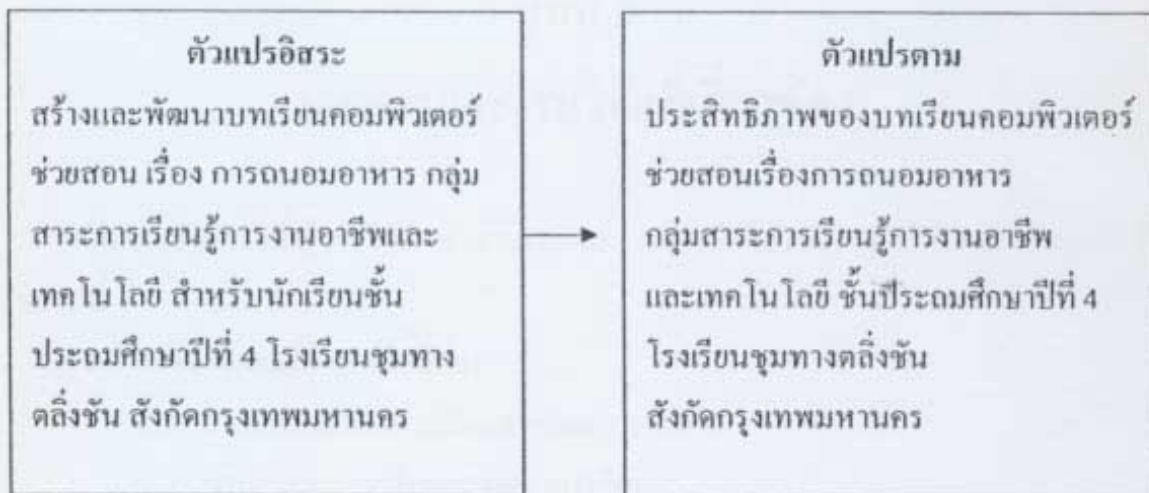 ตัวแปรอิสระ
สร้างและพัฒนาบทเรียนคอมพิวเตอร์
ช่วยสอน เรื่อง การถนอมอาหาร กลุ่ม
สาระการเรียนรู้การงานอาชีพและ
เทคโนโลยี สำหรับนักเรียนชั้น
ประถมศึกษาปีที่ 4 โรงเรียนชุมทาง
ตลิ่งชัน สังกัดกรุงเทพมหานคร
ตัวแปรตาม
ประสิทธิภาพของบทเรียนคอมพิวเตอร์
ช่วยสอนเรื่องการถนอมอาหาร
กลุ่มสาระการเรียนรู้การงานอาชีพ
และเทคโนโลยี ชั้นประถมศึกษาปีที่ 4
โรงเรียนชุมทางตลิ่งชัน
สังกัดกรุงเทพมหานคร